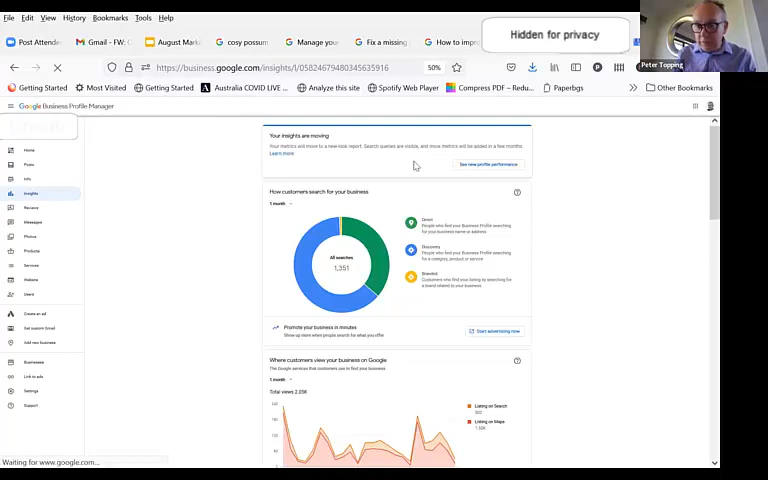 File Edit View History Bookmarks Tools Help
Post Attende
Gmail - FW: C
August Marke
cosy possum
Manage your
Fix a missing
How to impro
Hidden for privacy
Peter Topping
https://business.google.com/insights/l/05824679480345635916
50%
Getting Started
Most Visited
Getting Started
Australia COVID LIVE ...
Analyze this site
Spotify Web Player
Compress PDF – Redu...
Paperbgs
Other Bookmarks
Google Business Profile Manager
Home
Posts
Info
Insights
Reviews
Messages
Photos
Products
Services
Website
Users
Create an ad
Get custom Email
Add new business
Businesses
Link to ads
Settings
Support
Your insights are moving
Your metrics will move to a new-look report. Search queries are visible, and more metrics will be added in a few months.
Learn more
See new profile performance
How customers search for your business
1 month
All searches
1,351
Direct
People who find your Business Profile searching
for your business name or address
Discovery
People who find your Business Profile searching
for a category, product or service
Branded
Customers who find your listing by searching
for a brand related to your business
Promote your business in minutes
Show up more when people search for what you offer
Start advertising now
Where customers view your business on Google
The Google services that customers use to find your business
1 month
Total views 2.03K
240
160
80
Listing on Search
Listing on Maps
Waiting for www.google.com...